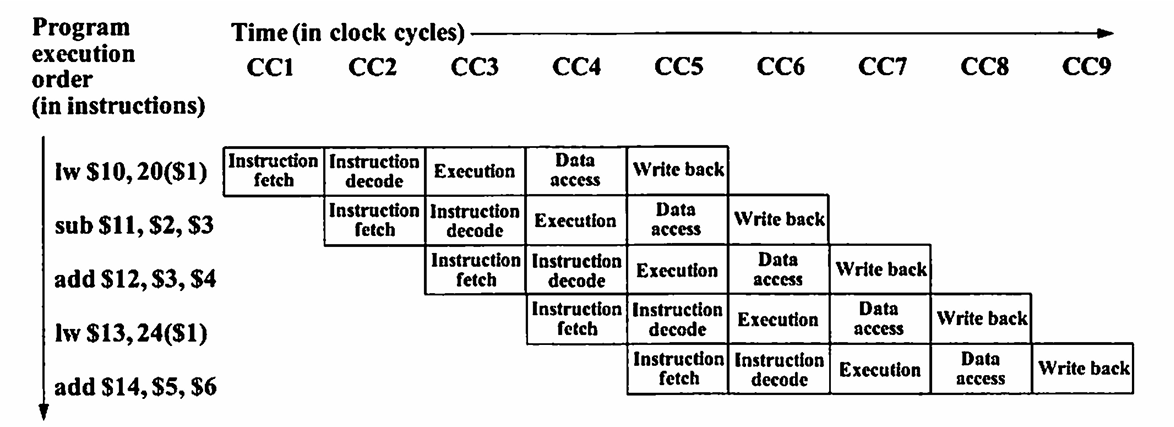 Program
execution
order
(in instructions)
Time (in clock cycles)
CC1 CC2 CC3 CC4 CC5 CC6 CC7 CC8 CC9
lw $10, 20($1)
Instruction fetch
Instruction decode
Execution
Data access
Write back
sub $11, $2, $3
Instruction fetch
Instruction decode
Execution
Data access
Write back
add $12, $3, $4
Instruction fetch
Instruction decode
Execution
Data access
Write back
lw $13, 24($1)
Instruction fetch
Instruction decode
Execution
Data access
Write back
add $14, $5, $6
Instruction fetch
Instruction decode
Execution
Data access
Write back